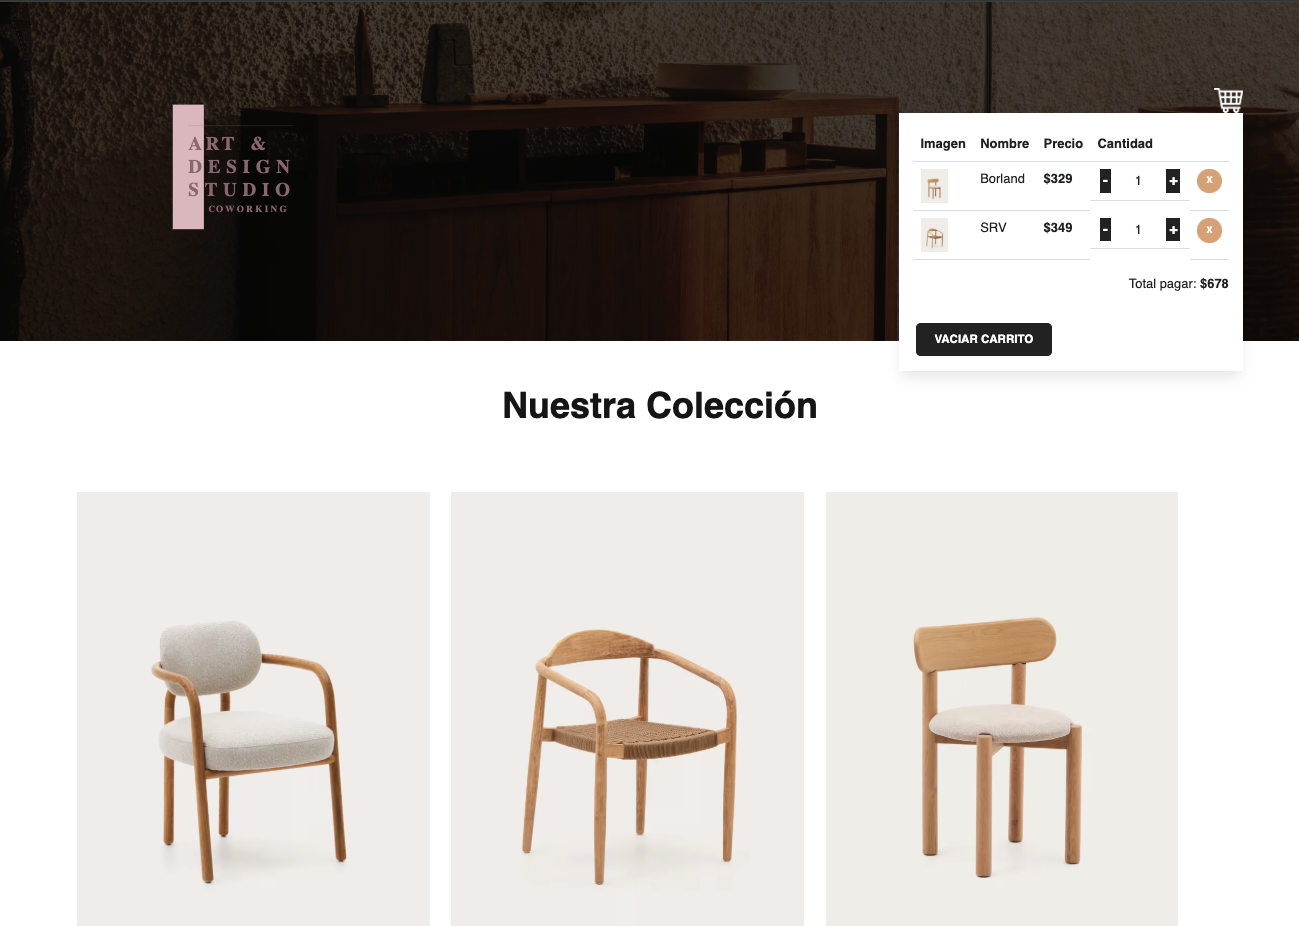 ART &
DESIGN
STUDIO
COWORKING
Imagen Nombre Precio Cantidad
Borland $329 - 1 + x
SRV $349 - 1 + x
Total pagar: $678
VACIAR CARRITO
Nuestra Colección